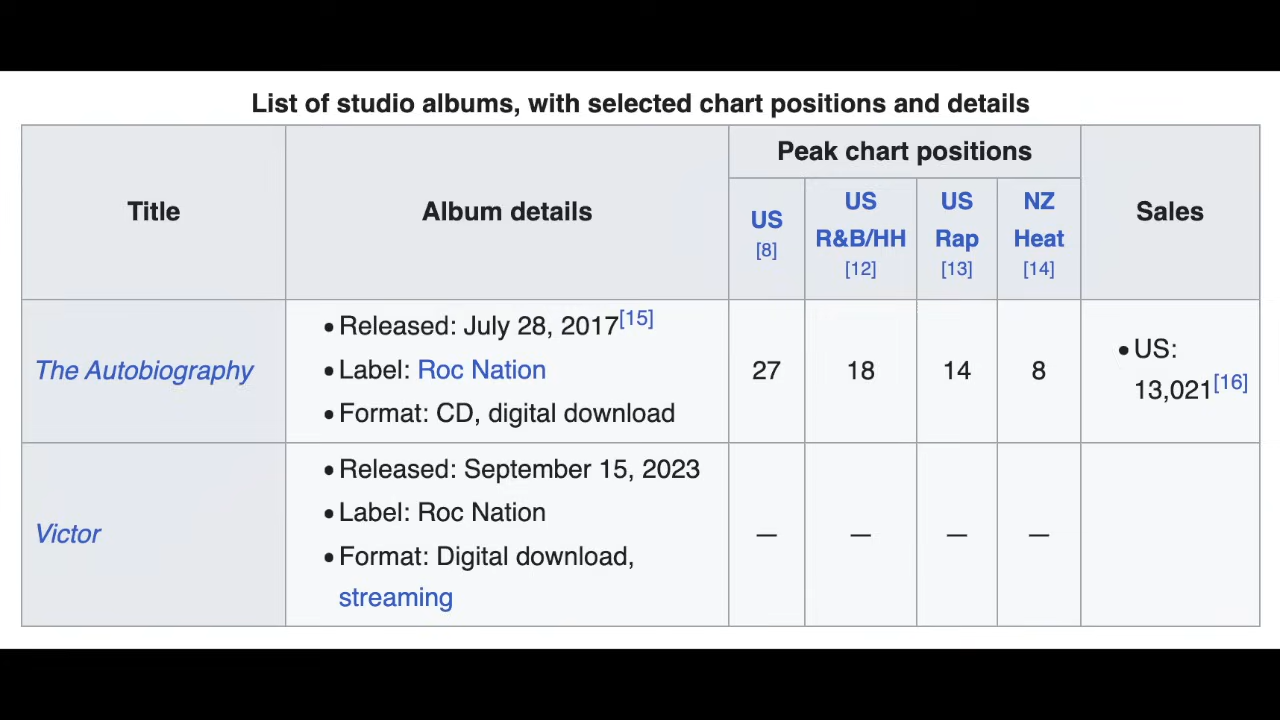 List of studio albums, with selected chart positions and details
Title
Album details
Peak chart positions
Sales
US
[8]
US
R&B/HH
[12]
US
Rap
[13]
NZ
Heat
[14]
The Autobiography
• Released: July 28, 2017[15]
• Label: Roc Nation
• Format: CD, digital download
27
18
14
8
• US:
13,021[16]
Victor
• Released: September 15, 2023
• Label: Roc Nation
• Format: Digital download,
streaming
—
—
—
—